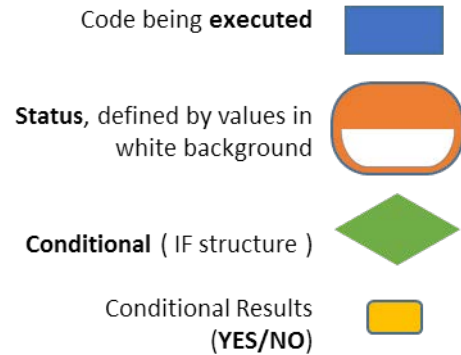 Code being executed
Status, defined by values in
white background
Conditional ( IF structure )
Conditional Results
(YES/NO)